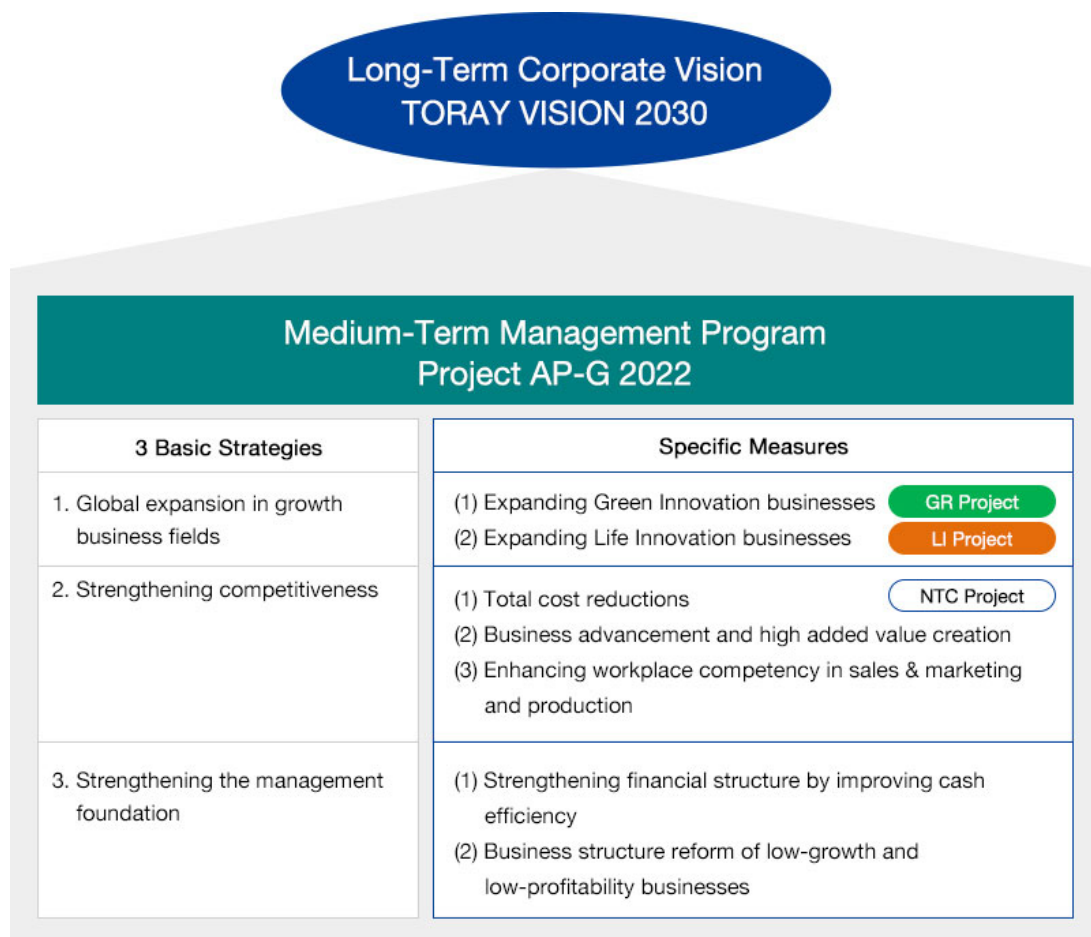 Long-Term Corporate Vision
TORAY VISION 2030
Medium-Term Management Program
Project AP-G 2022
3 Basic Strategies
Specific Measures
1. Global expansion in growth
business fields
(1) Expanding Green Innovation businesses GR Project
(2) Expanding Life Innovation businesses LI Project
2. Strengthening competitiveness
(1) Total cost reductions NTC Project
(2) Business advancement and high added value creation
(3) Enhancing workplace competency in sales & marketing
and production
3. Strengthening the management
foundation
(1) Strengthening financial structure by improving cash
efficiency
(2) Business structure reform of low-growth and
low-profitability businesses